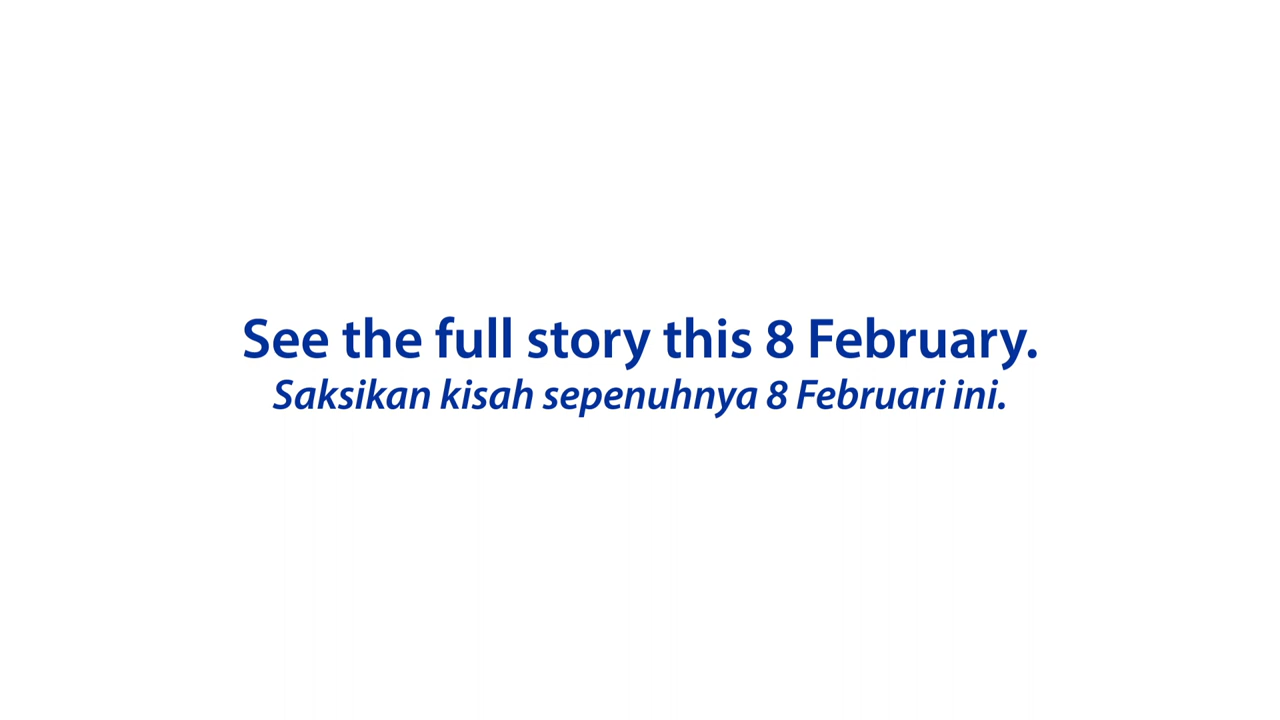 See the full story this 8 February.
Saksikan kisah sepenuhnya 8 Februari ini.